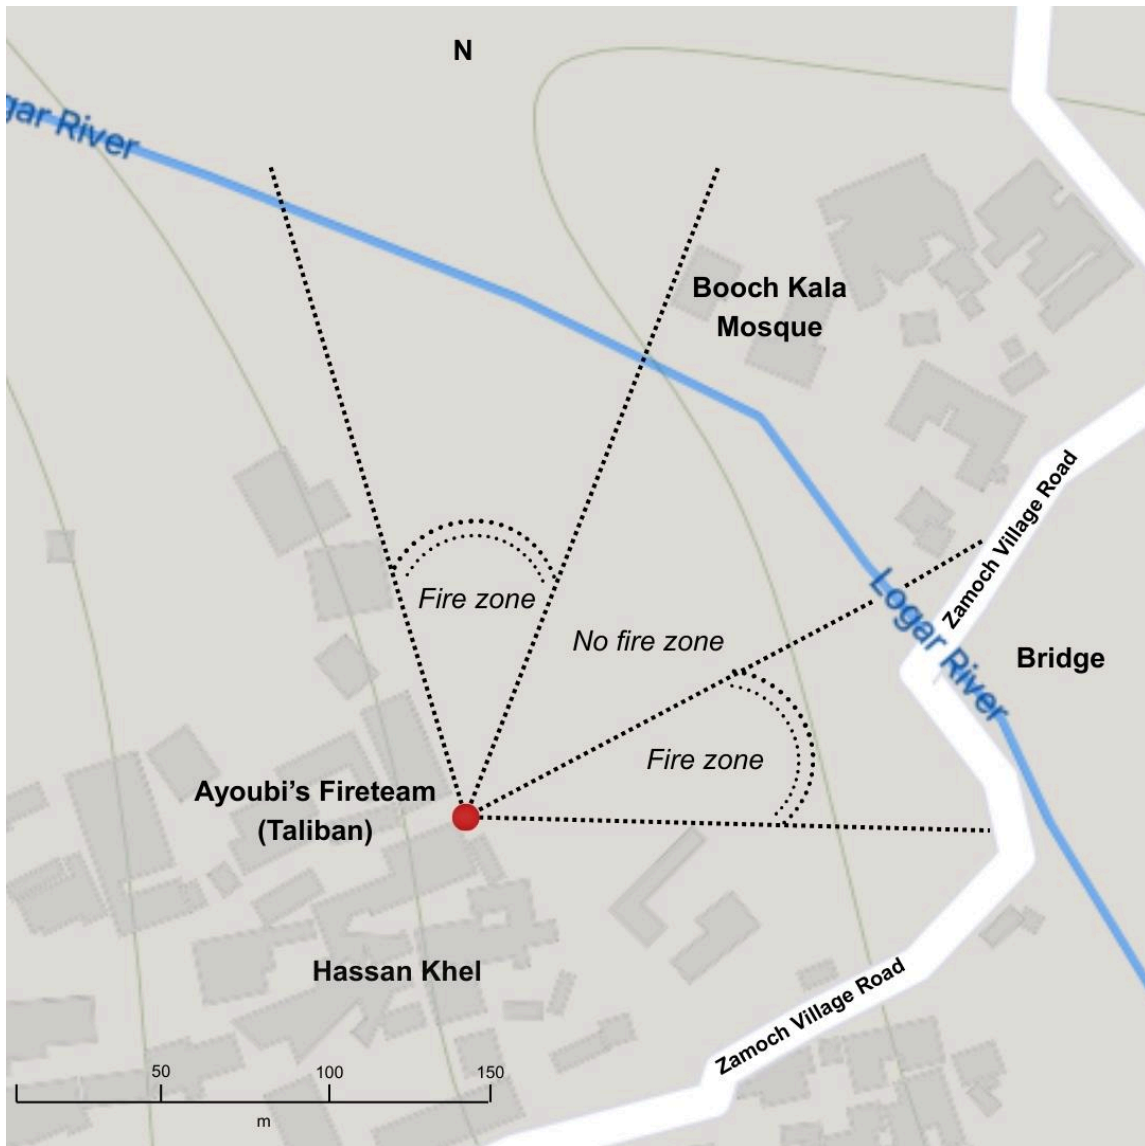 N
gar River
Booch Kala
Mosque
Zamoch Village Road
Fire zone
No fire zone
Logar River
Bridge
Fire zone
Ayoubi’s Fireteam
(Taliban)
Hassan Khel
Zamoch Village Road
50 100 150
m